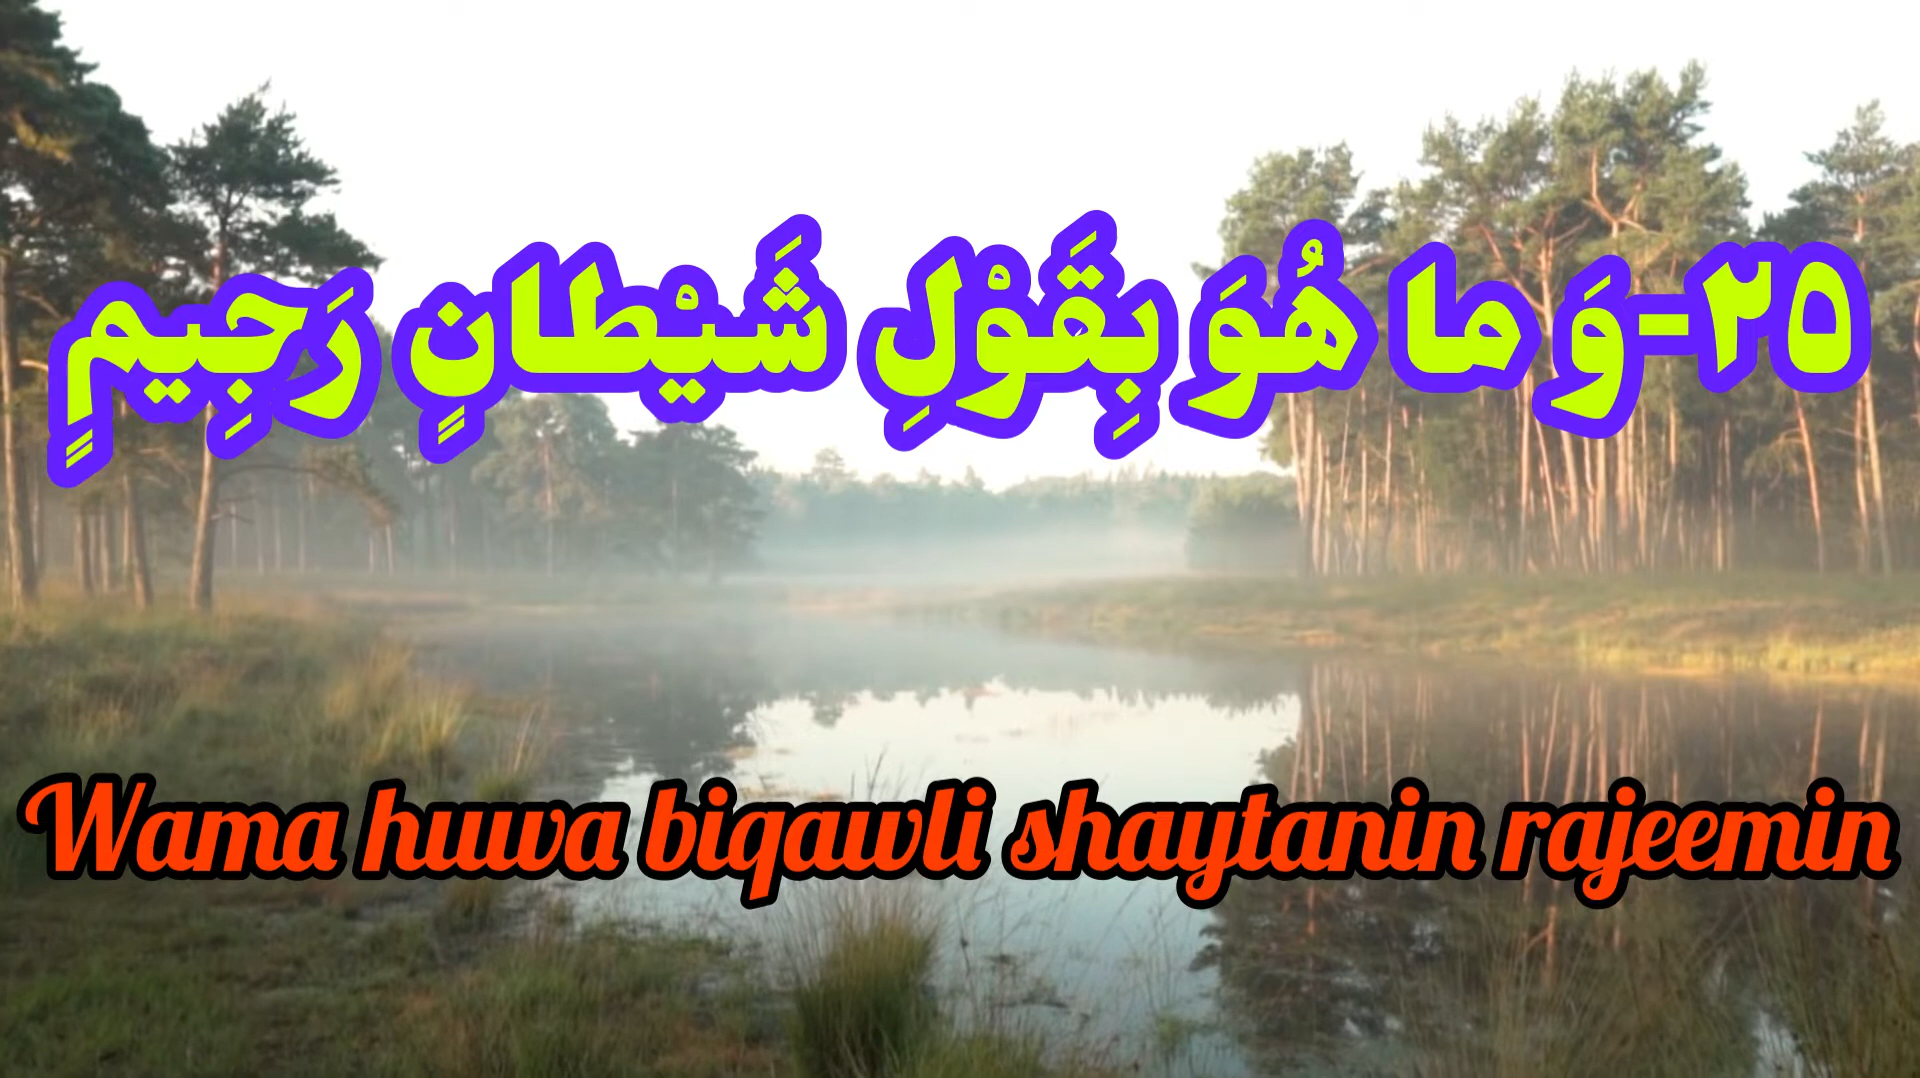 ٢٥-وَ ما هُوَ بِقَوْلِ شَيْطانٍ رَجِيمٍ
Wama huwa biqawli shaytanin rajeemin